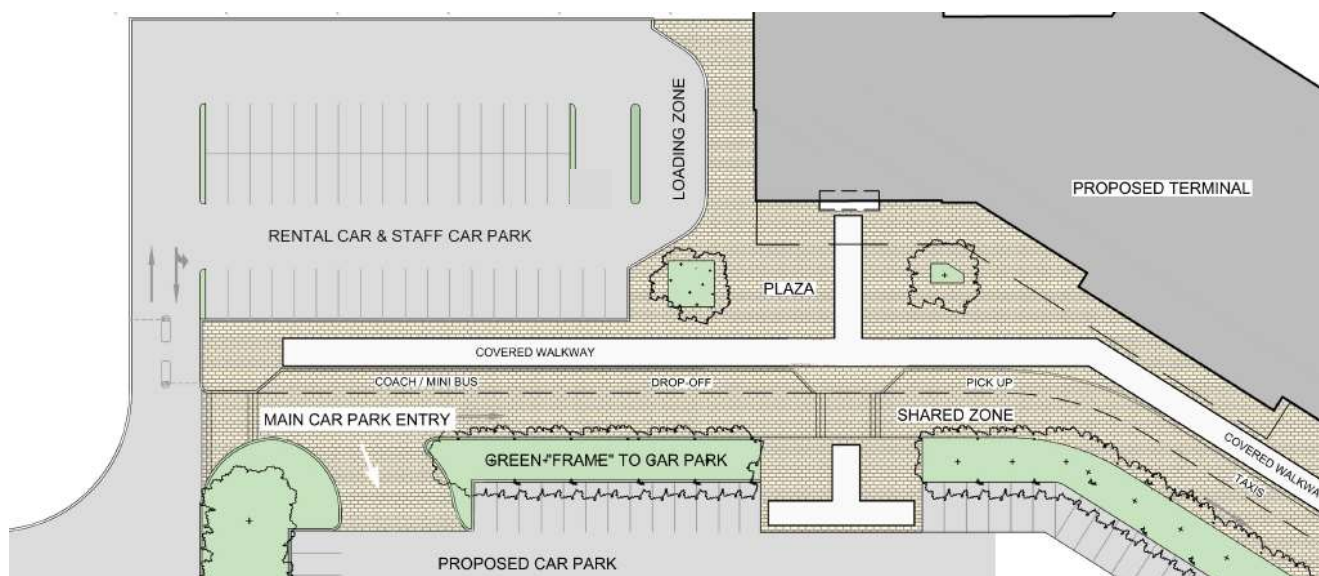 LOADING ZONE
PROPOSED TERMINAL
RENTAL CAR & STAFF CAR PARK
PLAZA
COVERED WALKWAY
COACH / MINI BUS
DROP-OFF
PICK UP
MAIN CAR PARK ENTRY
SHARED ZONE
COVERED WALKWAY
TAXIS
GREEN "FRAME" TO CAR PARK
PROPOSED CAR PARK